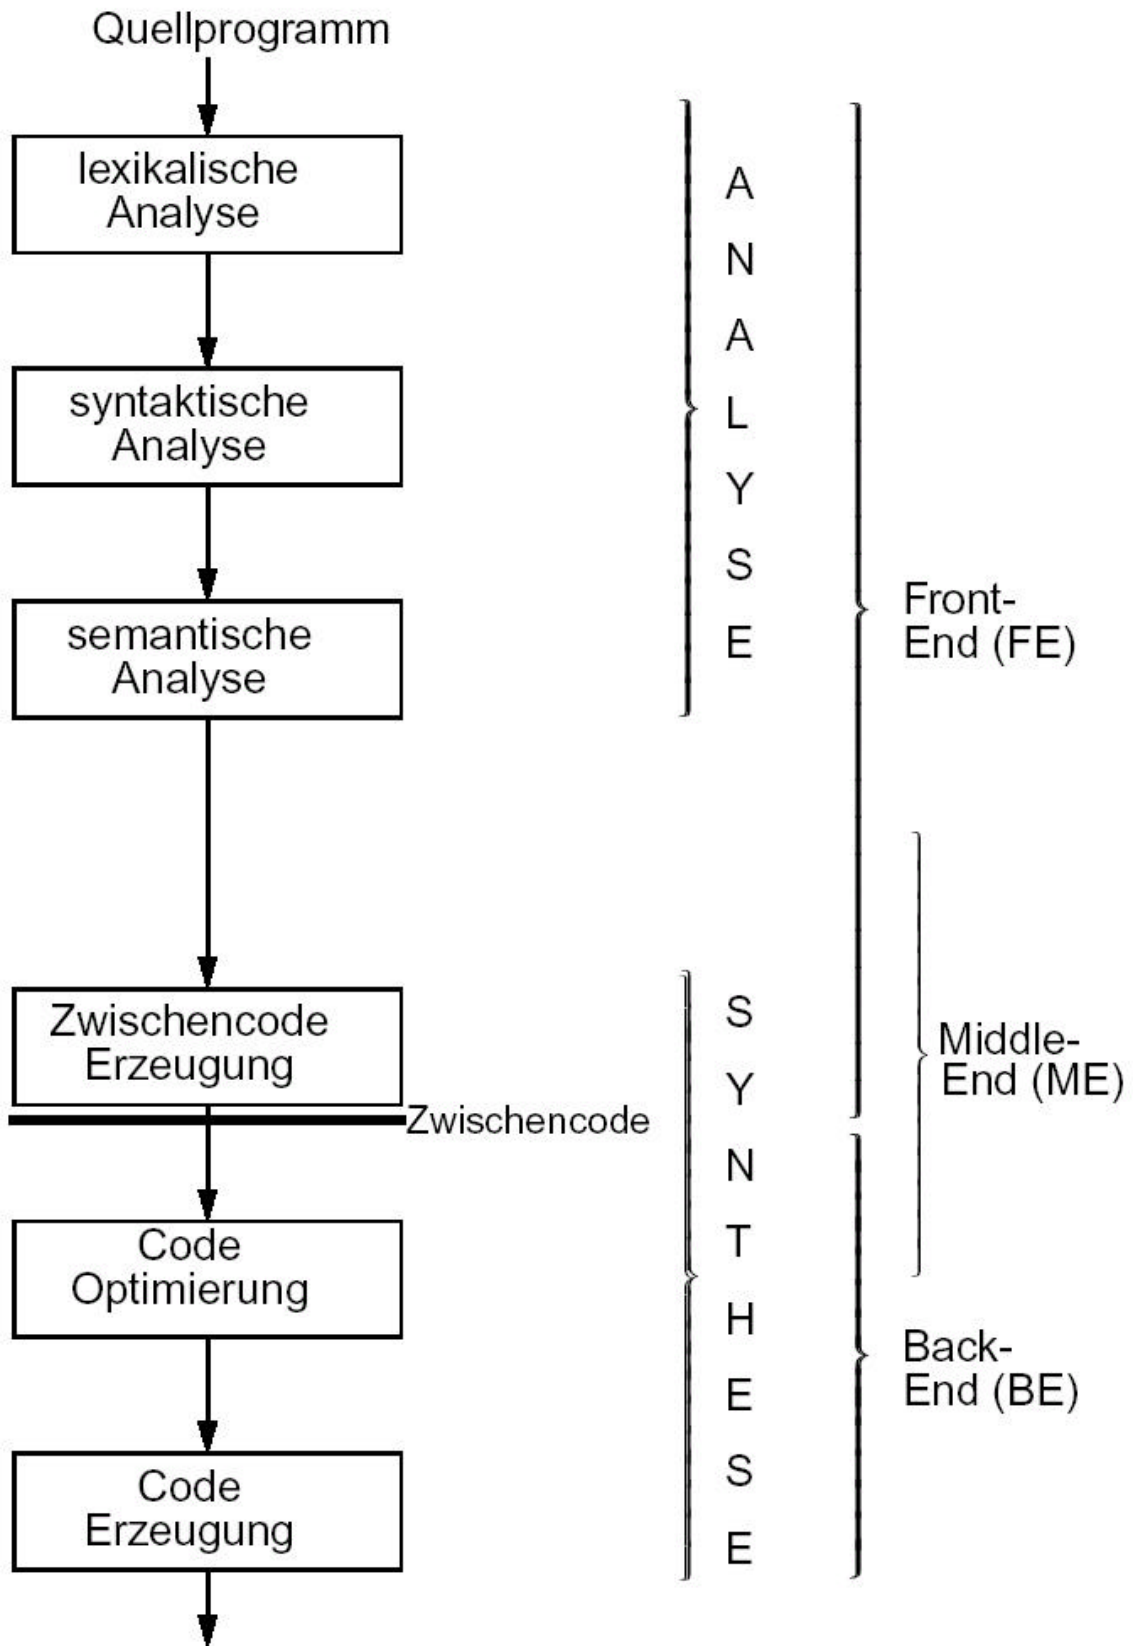 Quellprogramm
lexikalische
Analyse
syntaktische
Analyse
semantische
Analyse
Zwischencode
Erzeugung
Zwischencode
Code
Optimierung
Code
Erzeugung
A
N
A
L
Y
S
E
S
Y
N
T
H
E
S
E
Front-
End (FE)
Middle-
End (ME)
Back-
End (BE)